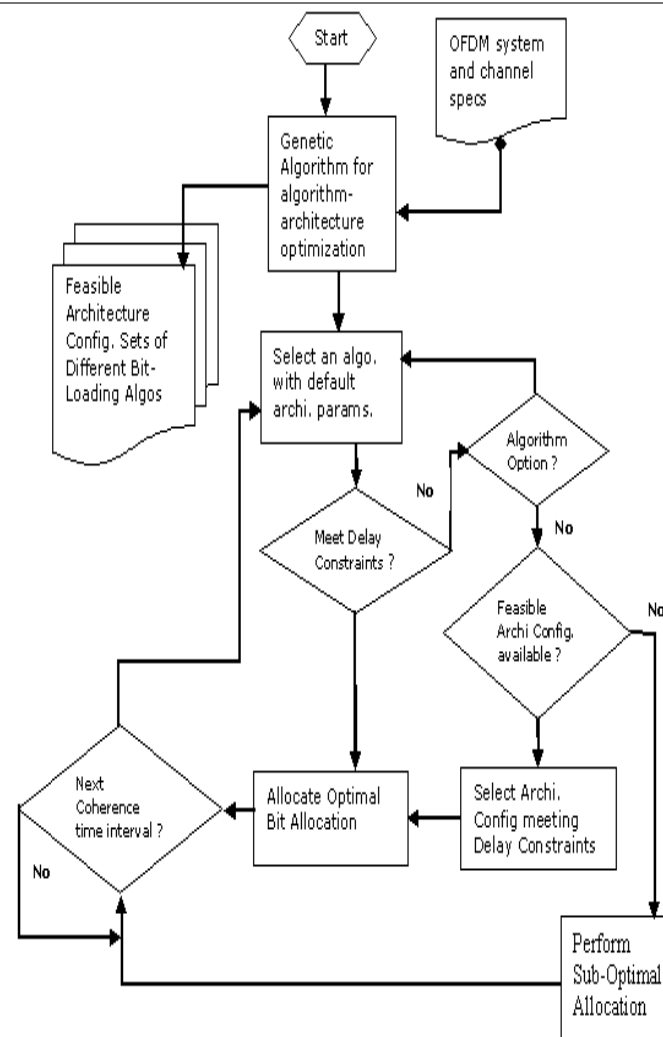 Start
OFDM system
and channel
specs
Genetic
Algorithm for
algorithm-
architecture
optimization
Feasible
Architecture
Config. Sets of
Different Bit-
Loading Algos
Select an algo.
with default
archi. params.
Algorithm
Option ?
No
No
Meet Delay
Constraints ?
Feasible
Archi Config.
available ?
No
Next
Coherence
time interval ?
No
Allocate Optimal
Bit Allocation
Select Archi.
Config meeting
Delay Constraints
Perform
Sub-Optimal
Allocation